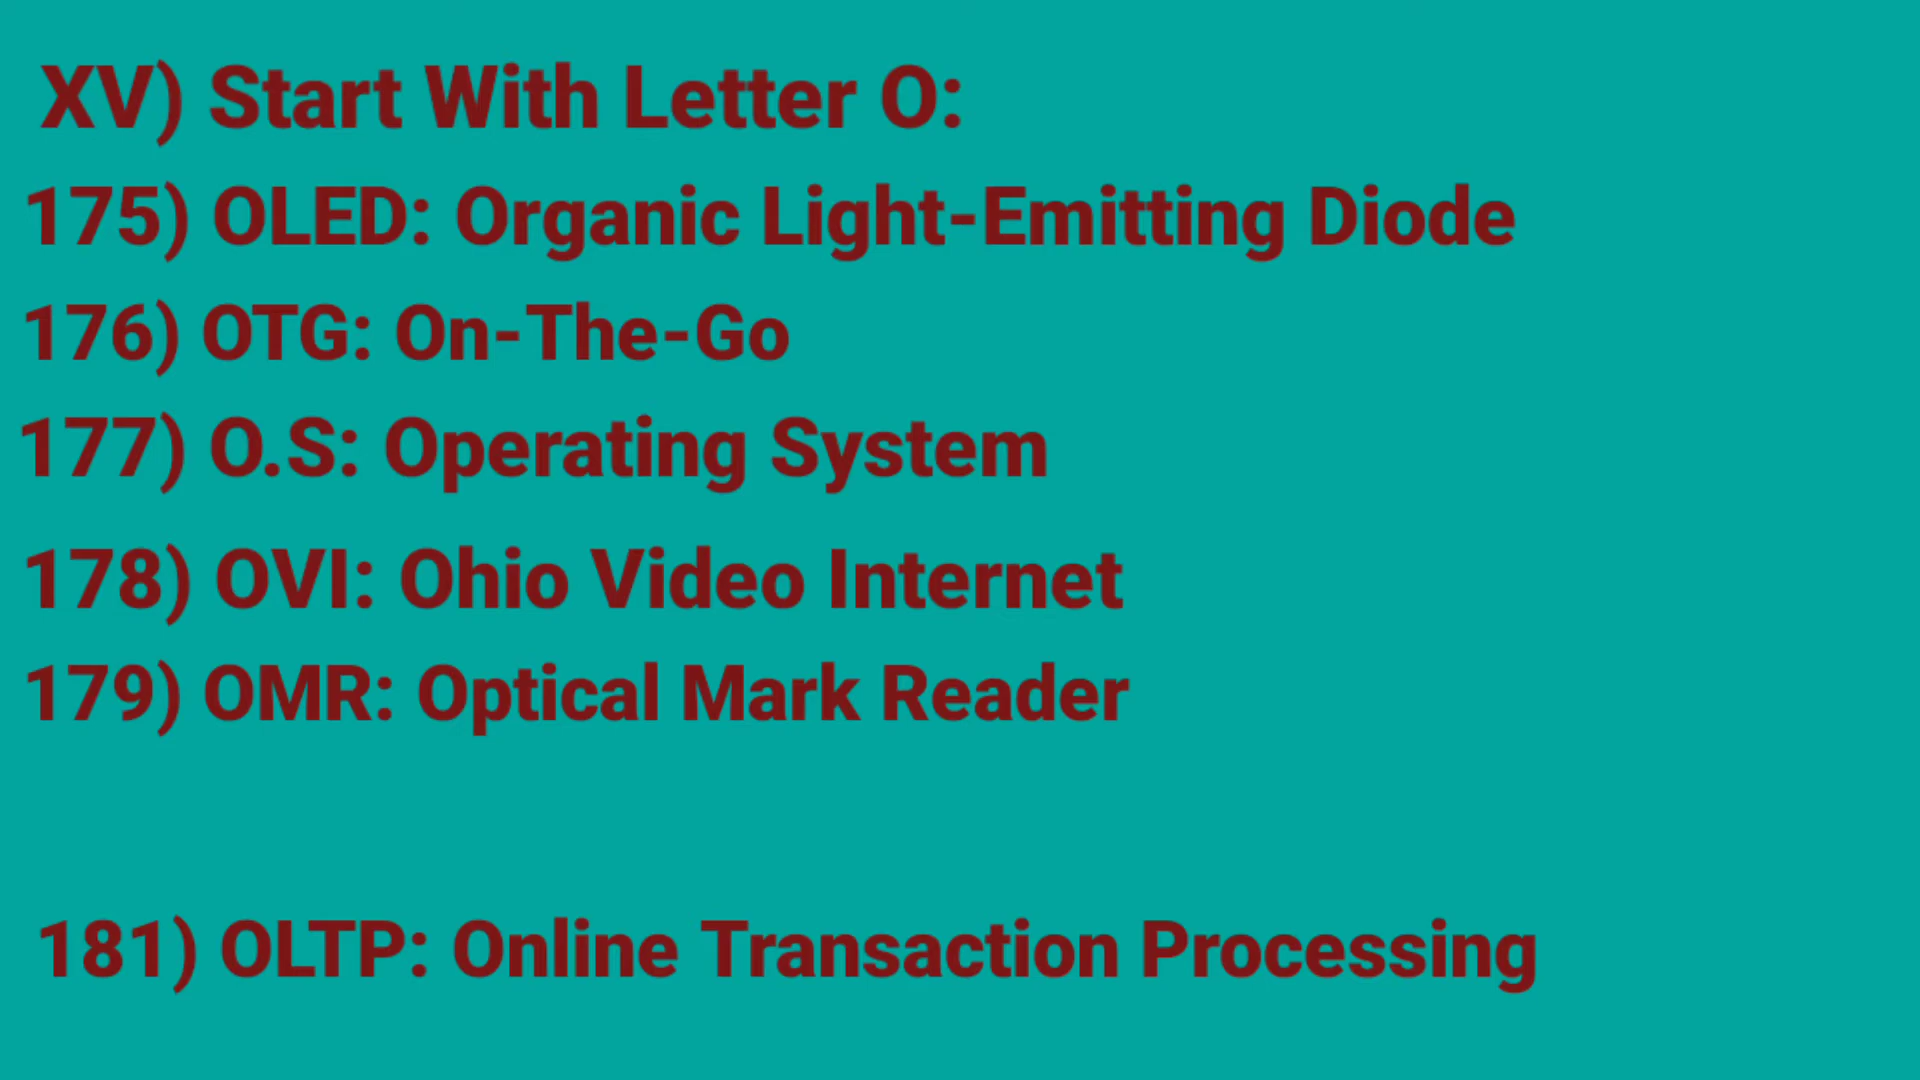 XV) Start With Letter O:
175) OLED: Organic Light-Emitting Diode
176) OTG: On-The-Go
177) O.S: Operating System
178) OVI: Ohio Video Internet
179) OMR: Optical Mark Reader
181) OLTP: Online Transaction Processing